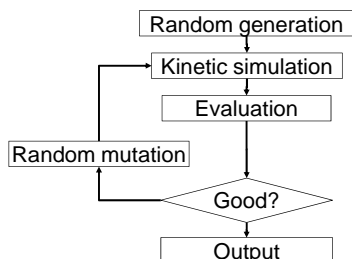 Random generation
Kinetic simulation
Evaluation
Random mutation
Good?
Output